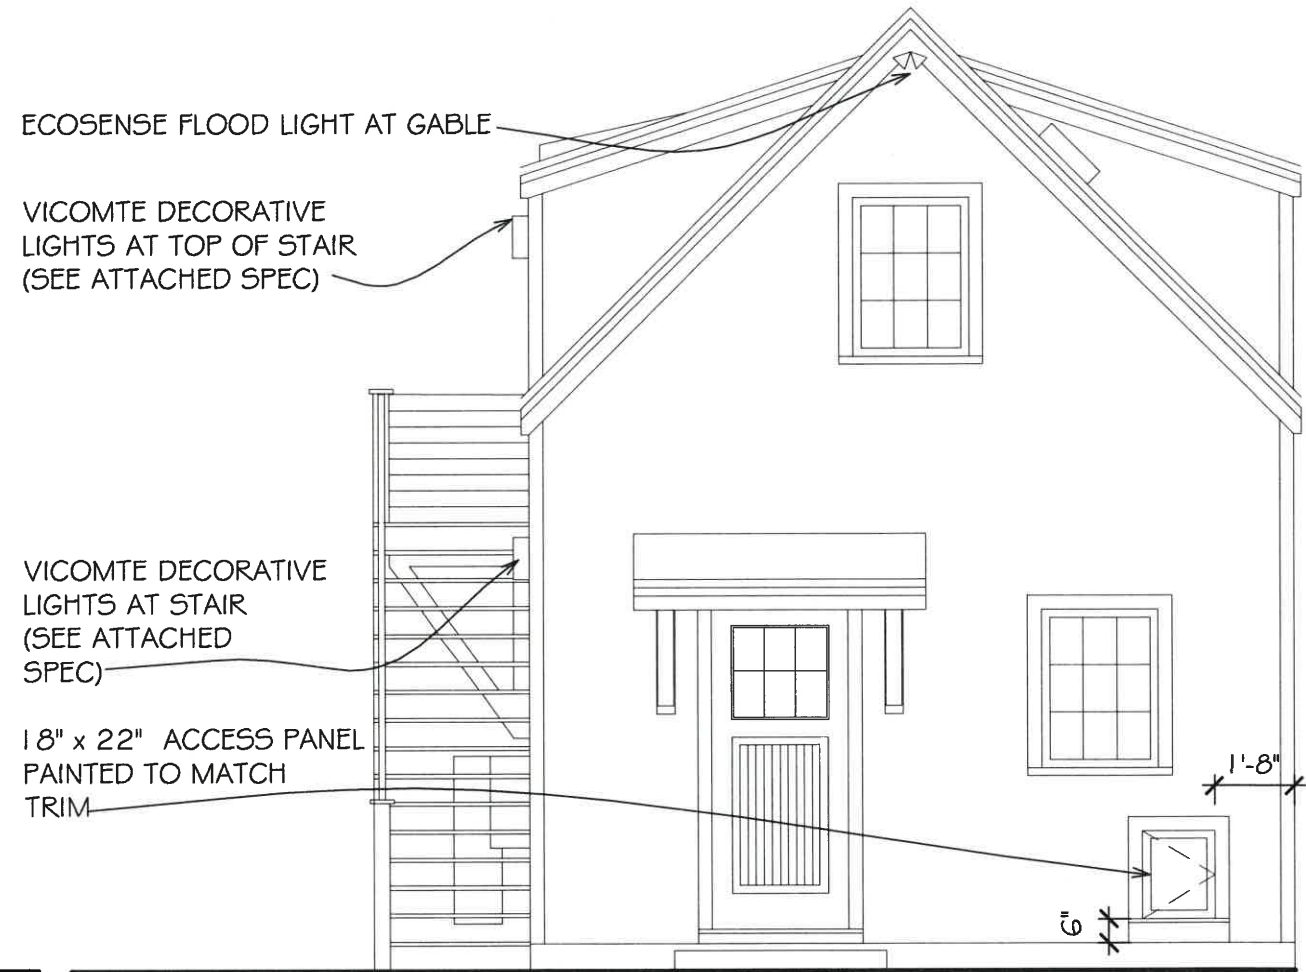 ECOSENSE FLOOD LIGHT AT GABLE
VICOMTE DECORATIVE
LIGHTS AT TOP OF STAIR
(SEE ATTACHED SPEC)
VICOMTE DECORATIVE
LIGHTS AT STAIR
(SEE ATTACHED
SPEC)
18" x 22" ACCESS PANEL
PAINTED TO MATCH
TRIM
1'-8"
6"